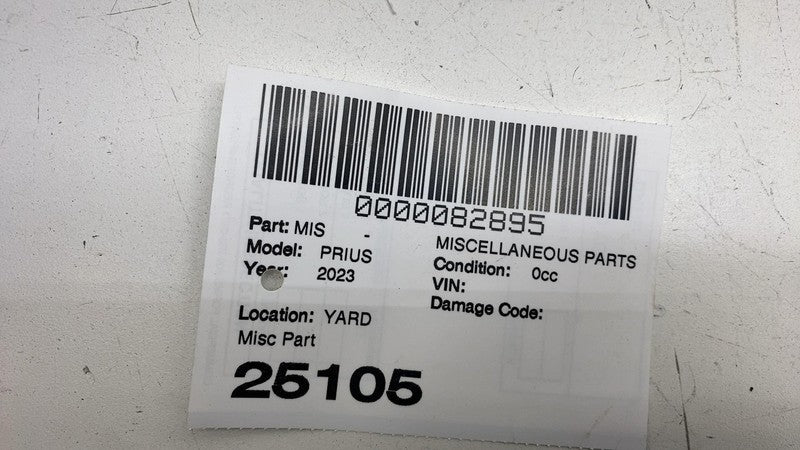 0000082895
Part: MIS - MISCELLANEOUS PARTS
Model: PRIUS Condition: 0cc
Year: 2023 VIN:
Damage Code:
Location: YARD
Misc Part
25105